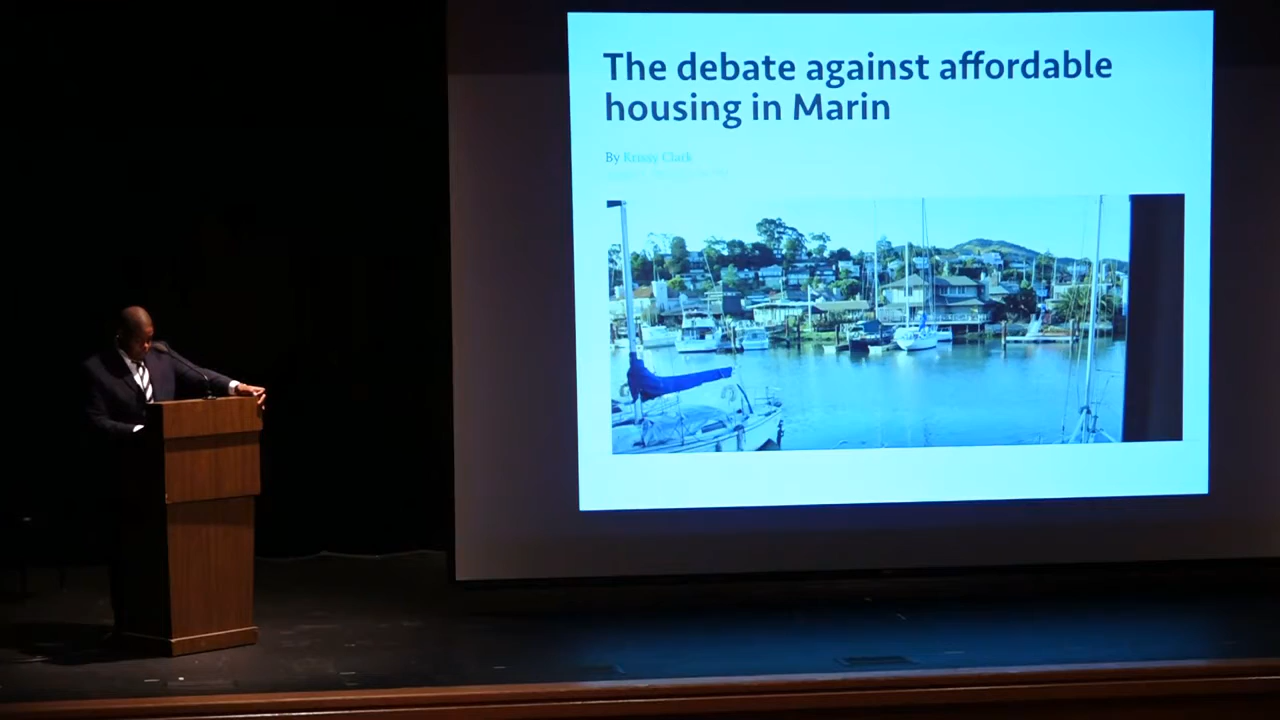 The debate against affordable
housing in Marin
By Krissy Clark